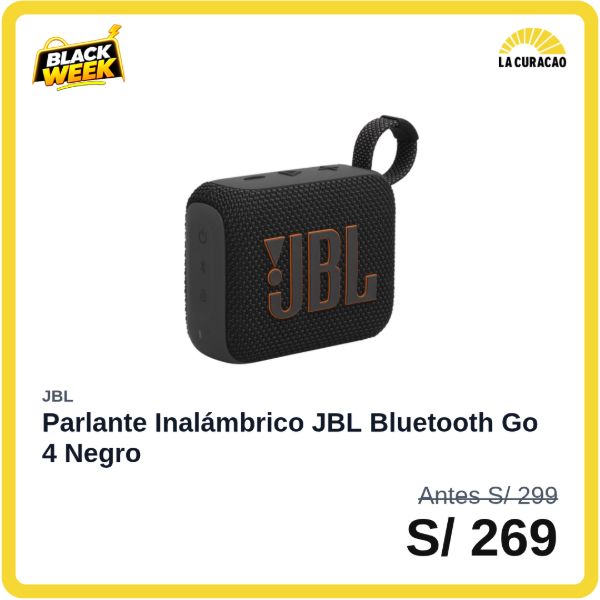 BLACK
WEEK
LA CURACAO
JBL
JBL
Parlante Inalámbrico JBL Bluetooth Go
4 Negro
Antes S/ 299
S/ 269